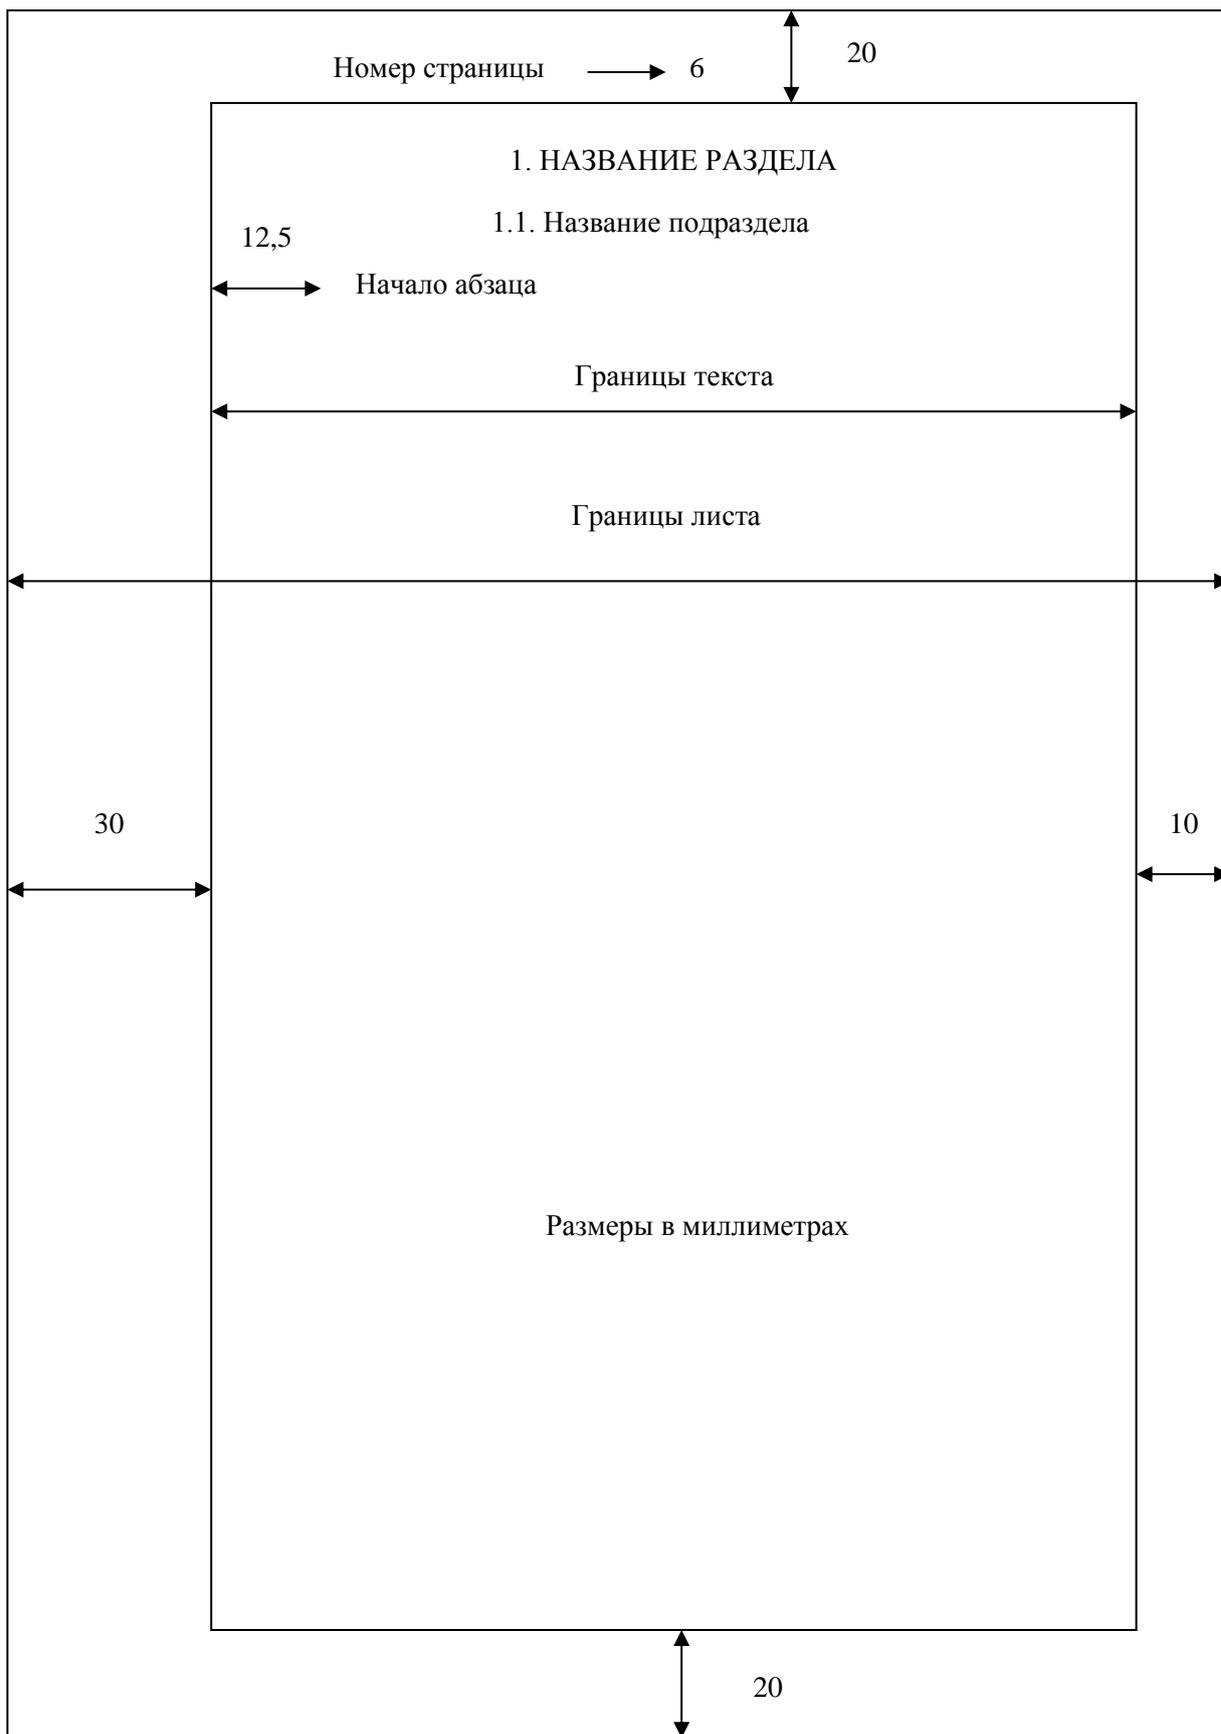 20
Номер страницы 6
1. НАЗВАНИЕ РАЗДЕЛА
1.1. Название подраздела
12,5
Начало абзаца
Границы текста
Границы листа
30
10
Размеры в миллиметрах
20